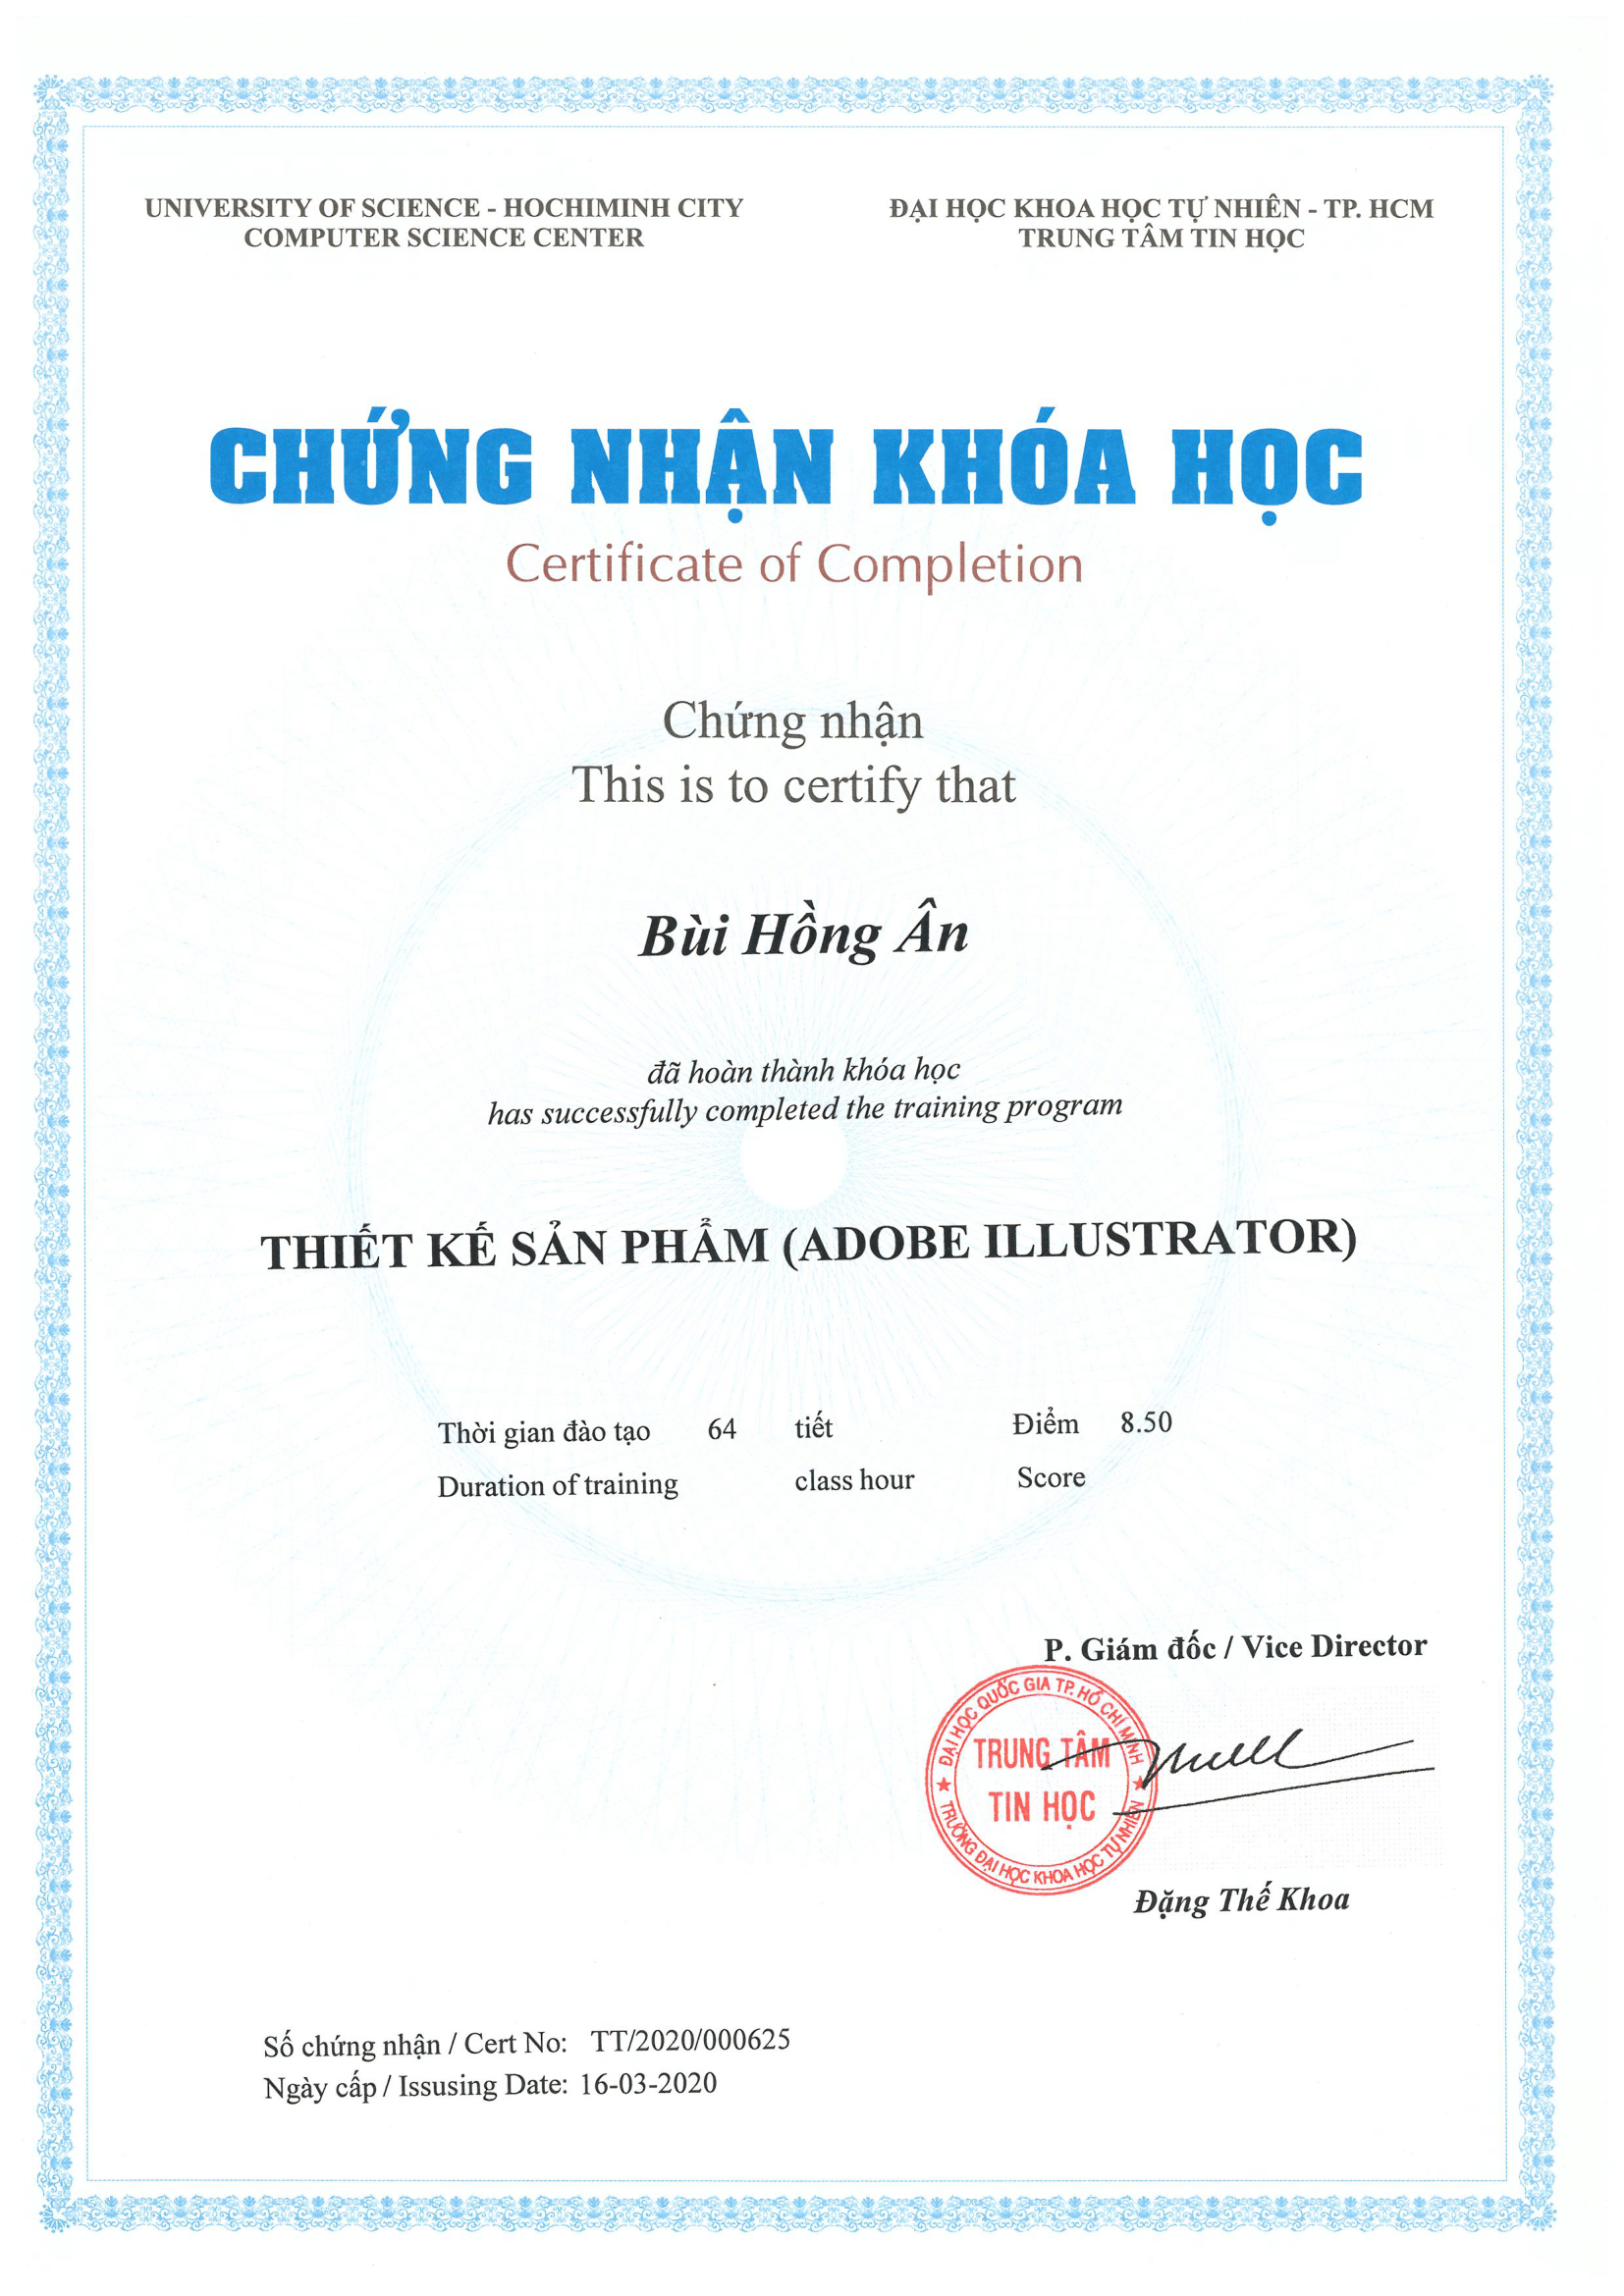 UNIVERSITY OF SCIENCE - HOCHIMINH CITY
COMPUTER SCIENCE CENTER
ĐẠI HỌC KHOA HỌC TỰ NHIÊN - TP. HCM
TRUNG TÂM TIN HỌC
CHỨNG NHẬN KHÓA HỌC
Certificate of Completion
Chứng nhận
This is to certify that
Bùi Hồng Ân
đã hoàn thành khóa học
has successfully completed the training program
THIẾT KẾ SẢN PHẨM (ADOBE ILLUSTRATOR)
Thời gian đào tạo 64 tiết Điểm 8.50
Duration of training class hour Score
P. Giám đốc / Vice Director
ĐẠI HỌC QUỐC GIA TP. HỒ CHÍ MINH
TRUNG TÂM
TIN HỌC
TRƯỜNG ĐẠI HỌC KHOA HỌC TỰ NHIÊN
Đặng Thế Khoa
Số chứng nhận / Cert No: TT/2020/000625
Ngày cấp / Issusing Date: 16-03-2020